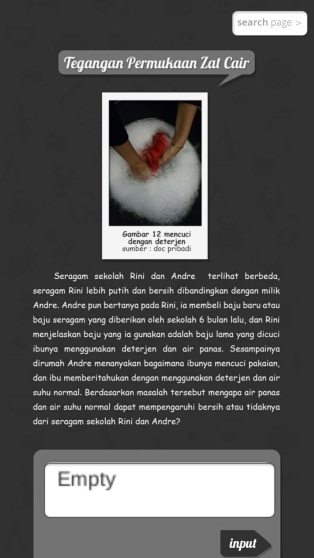 search page >
Tegangan Permukaan Zat Cair
Gambar 12 mencuci
dengan deterjen
sumber : doc pribadi
Seragam sekolah Rini dan Andre terlihat berbeda,
seragam Rini lebih putih dan bersih dibandingkan dengan milik
Andre. Andre pun bertanya pada Rini, ia membeli baju baru atau
baju seragam yang diberikan oleh sekolah 6 bulan lalu, dan Rini
menjelaskan baju yang ia gunakan adalah baju lama yang dicuci
ibunya menggunakan deterjen dan air panas. Sesampainya
dirumah Andre menanyakan bagaimana ibunya mencuci pakaian,
dan ibu memberitahukan dengan menggunakan deterjen dan air
suhu normal. Berdasarkan masalah tersebut mengapa air panas
dan air suhu normal dapat mempengaruhi bersih atau tidaknya
dari seragam sekolah Rini dan Andre?
Empty
input